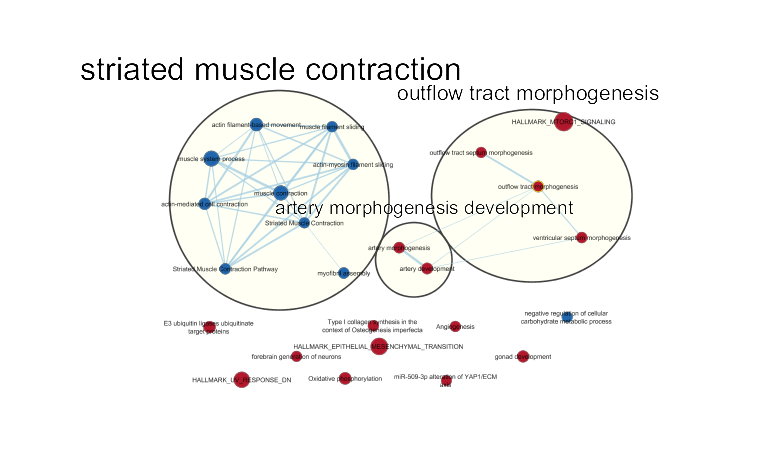 striated muscle contraction
outflow tract morphogenesis
HALLMARK_MTORC1_SIGNALING
actin filament-based movement
muscle filament sliding
outflow tract septum morphogenesis
muscle system process
actin-myosin filament sliding
outflow tract morphogenesis
muscle contraction
actin-mediated cell contraction
artery morphogenesis development
Striated Muscle Contraction
ventricular septum morphogenesis
artery morphogenesis
Striated Muscle Contraction Pathway
myofibril assembly
artery development
negative regulation of cellular
carbohydrate metabolic process
E3 ubiquitin ligases ubiquitinate
target proteins
Type I collagen synthesis in the
context of Osteogenesis imperfecta
Angiogenesis
HALLMARK_EPITHELIAL_MESENCHYMAL_TRANSITION
forebrain generation of neurons
gonad development
HALLMARK_UV_RESPONSE_DN
Oxidative phosphorylation
miR-509-3p alteration of YAP1/ECM
axis